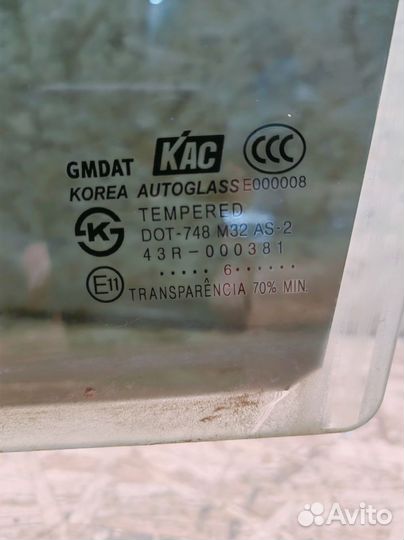 GMDAT KAC CCC
KOREA AUTOGLASS E000008
TEMPERED
DOT-748 M32 AS-2
43R-000381
..... 6......
E11 TRANSPARÊNCIA 70% MIN.
Avito